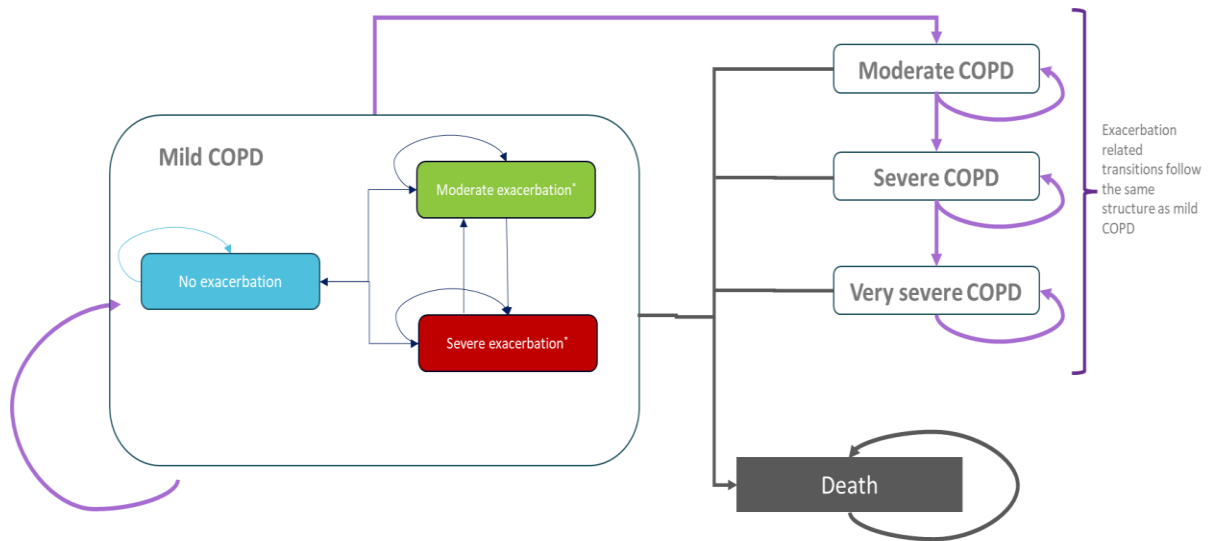 Mild COPD
Moderate exacerbation*
No exacerbation
Severe exacerbation*
Moderate COPD
Severe COPD
Very severe COPD
Death
Exacerbation
related
transitions follow
the same
structure as mild
COPD